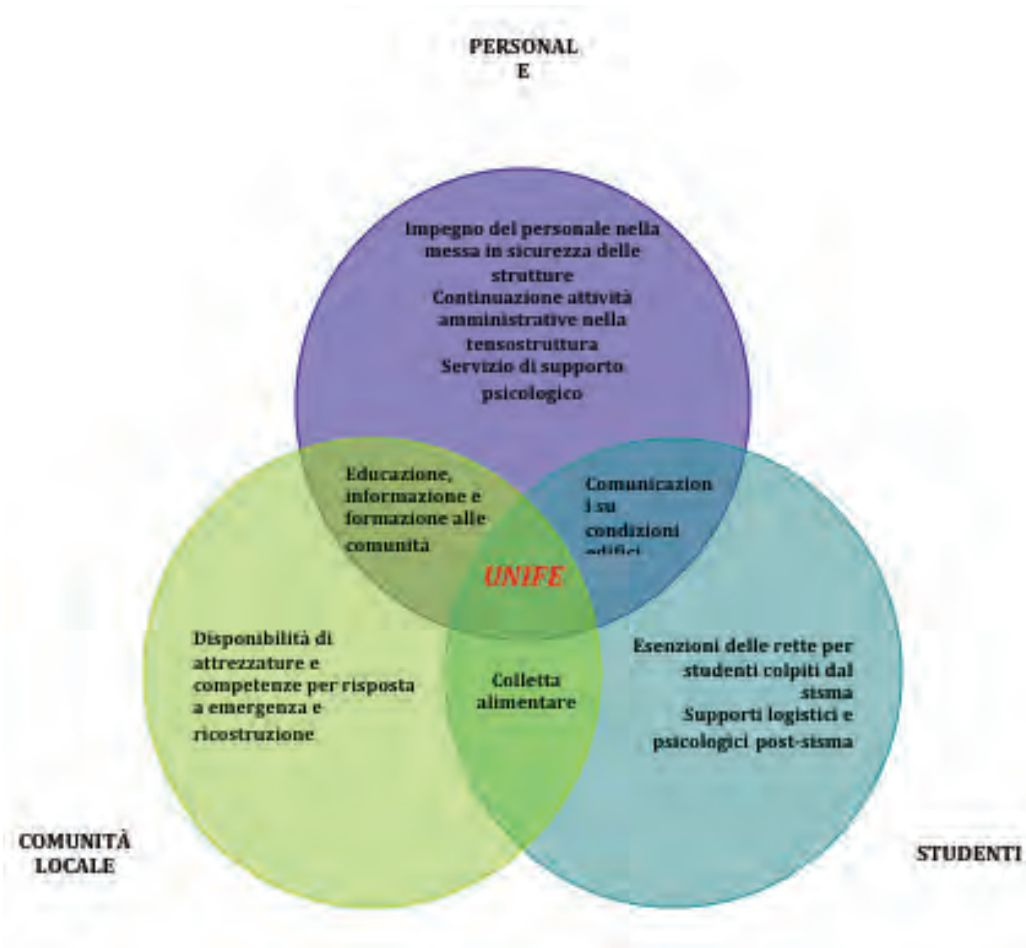 PERSONAL
E
Impegno del personale nella
messa in sicurezza delle
strutture
Continuazione attività
amministrative nella
tensostruttura
Servizio di supporto
psicologico
Educazione,
informazione e
formazione alle
comunità
Comunicazion
i su
condizioni
edifici
UNIFE
Disponibilità di
attrezzature e
competenze per risposta
a emergenza e
ricostruzione
Colletta
alimentare
Esenzioni delle rette per
studenti colpiti dal
sisma
Supporti logistici e
psicologici post-sisma
COMUNITÀ
LOCALE
STUDENTI